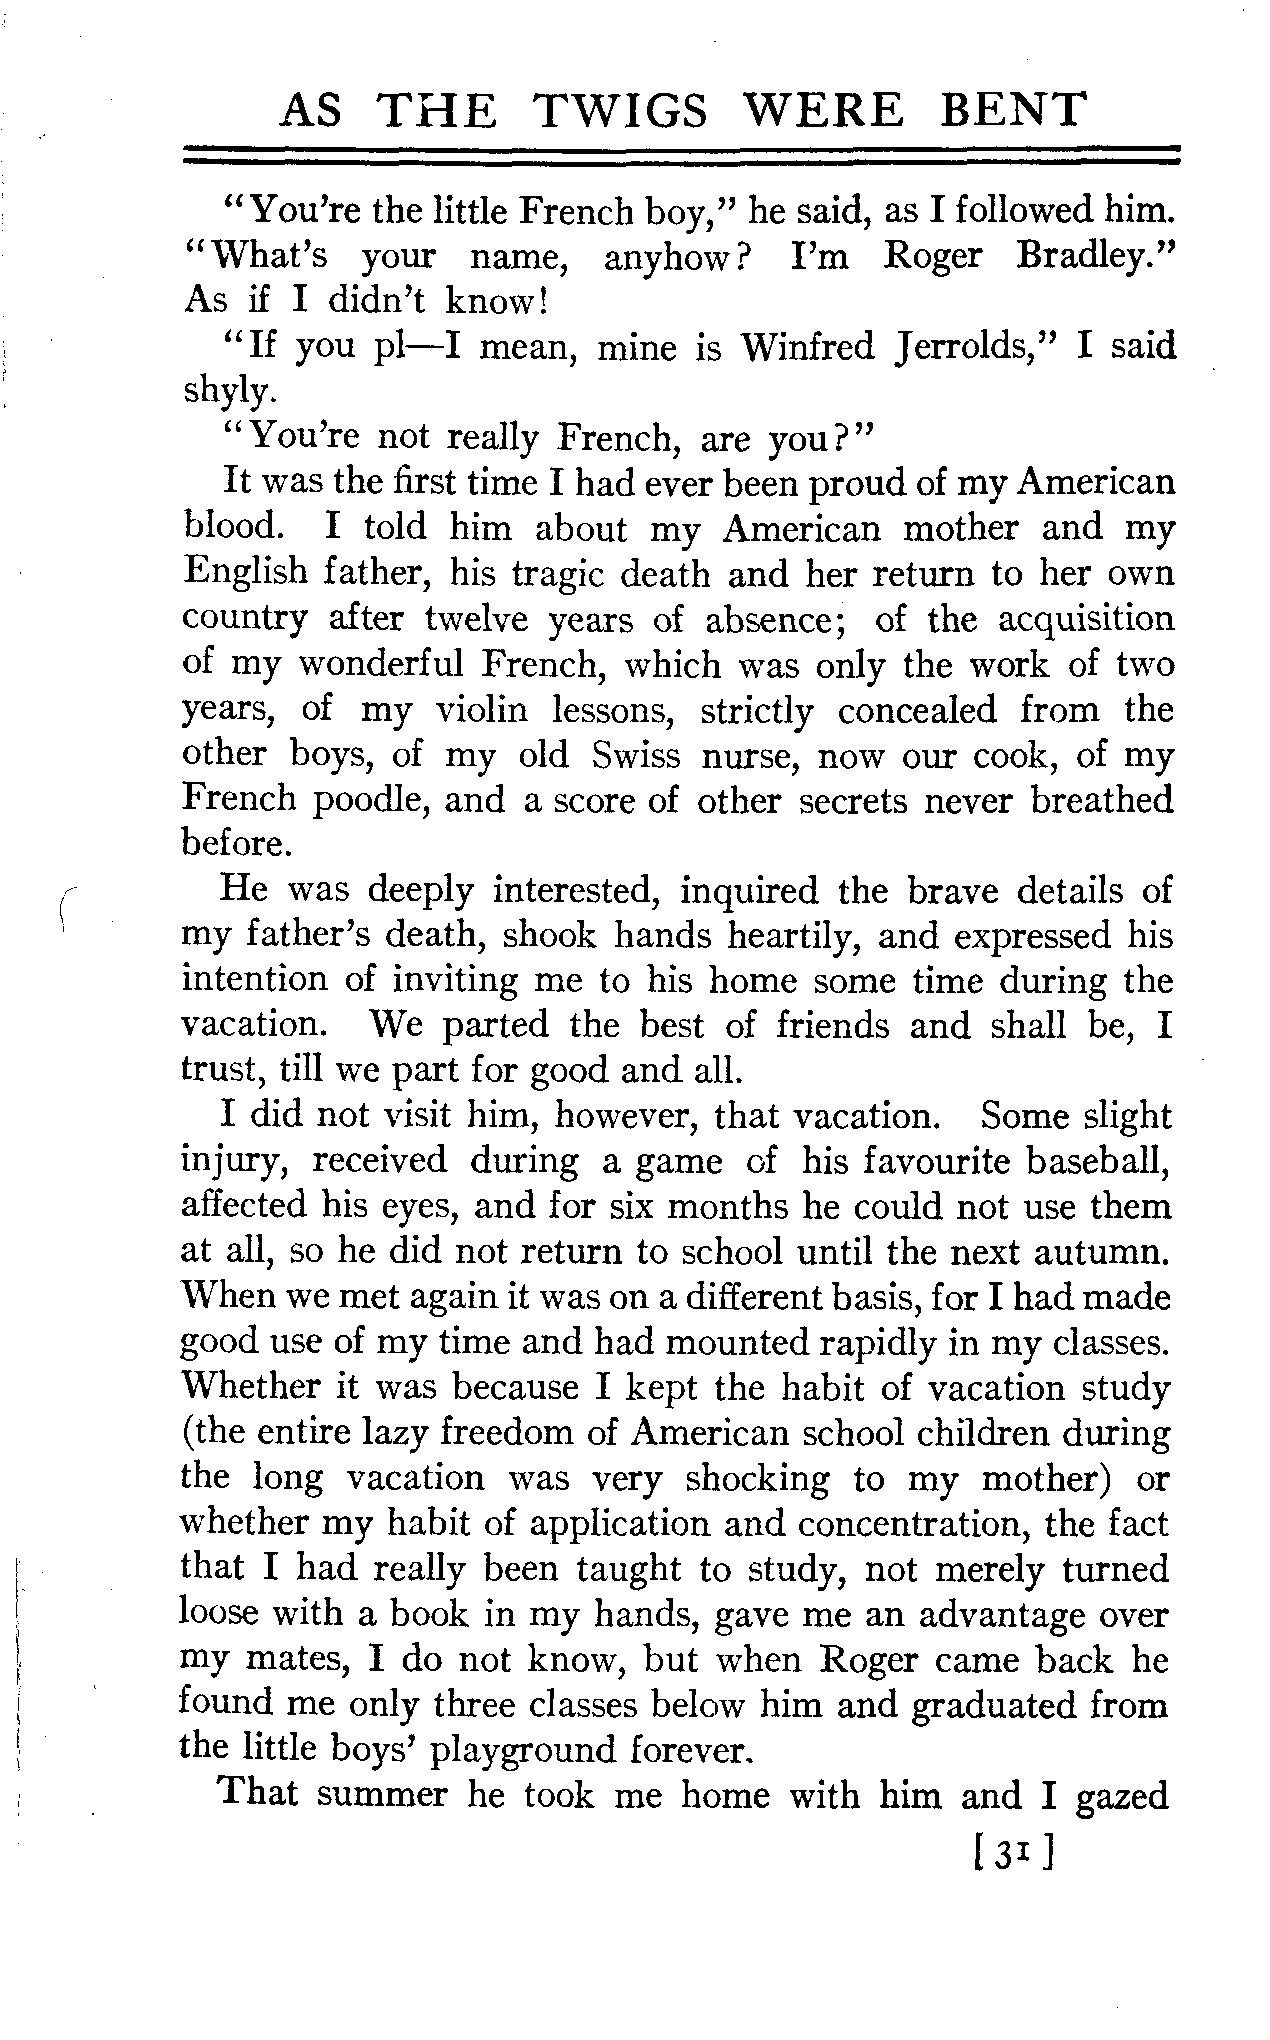 AS THE TWIGS WERE BENT
"You're the little French boy," he said, as I followed him.
"What's your name, anyhow? I'm Roger Bradley."
As if I didn't know!
"If you pl—I mean, mine is Winfred Jerrolds," I said
shyly.
"You're not really French, are you?"
It was the first time I had ever been proud of my American
blood. I told him about my American mother and my
English father, his tragic death and her return to her own
country after twelve years of absence; of the acquisition
of my wonderful French, which was only the work of two
years, of my violin lessons, strictly concealed from the
other boys, of my old Swiss nurse, now our cook, of my
French poodle, and a score of other secrets never breathed
before.
He was deeply interested, inquired the brave details of
my father's death, shook hands heartily, and expressed his
intention of inviting me to his home some time during the
vacation. We parted the best of friends and shall be, I
trust, till we part for good and all.
I did not visit him, however, that vacation. Some slight
injury, received during a game of his favourite baseball,
affected his eyes, and for six months he could not use them
at all, so he did not return to school until the next autumn.
When we met again it was on a different basis, for I had made
good use of my time and had mounted rapidly in my classes.
Whether it was because I kept the habit of vacation study
(the entire lazy freedom of American school children during
the long vacation was very shocking to my mother) or
whether my habit of application and concentration, the fact
that I had really been taught to study, not merely turned
loose with a book in my hands, gave me an advantage over
my mates, I do not know, but when Roger came back he
found me only three classes below him and graduated from
the little boys' playground forever.
That summer he took me home with him and I gazed
[31]